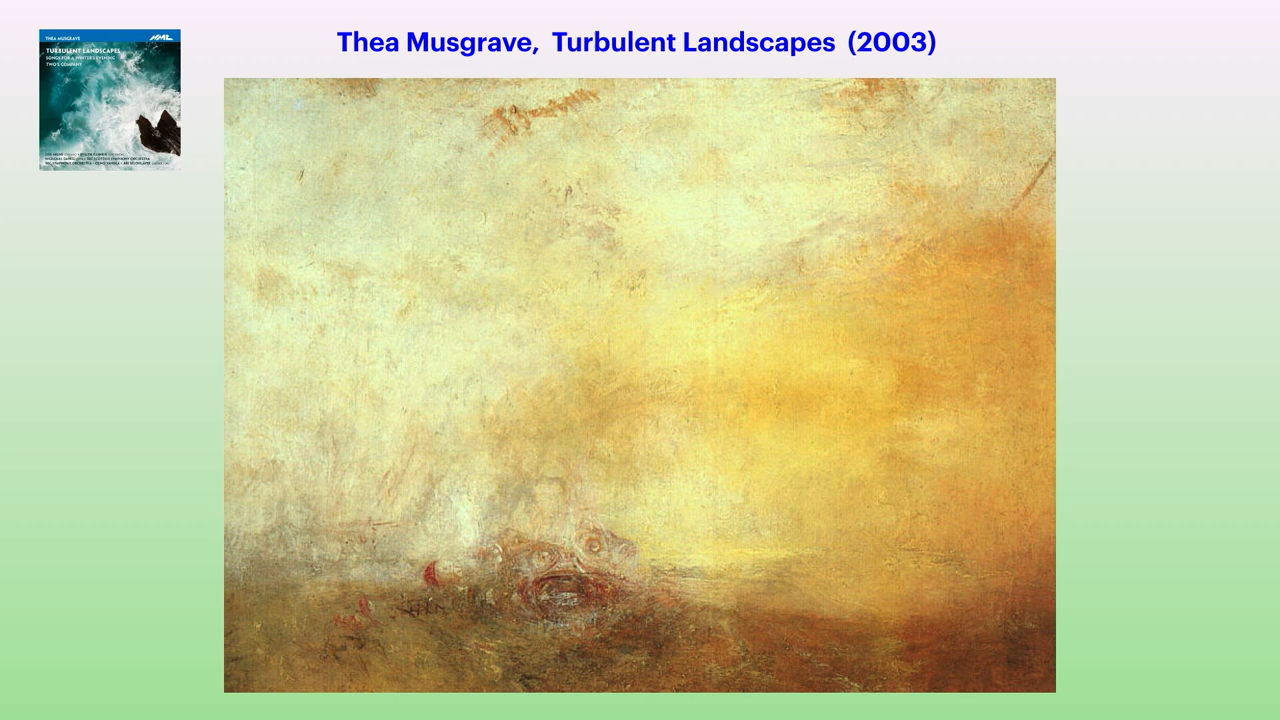 Thea Musgrave,  Turbulent Landscapes  (2003)
THEA MUSGRAVE
NMC
TURBULENT LANDSCAPES
SONGS FOR A WINTER'S EVENING
TWO'S COMPANY